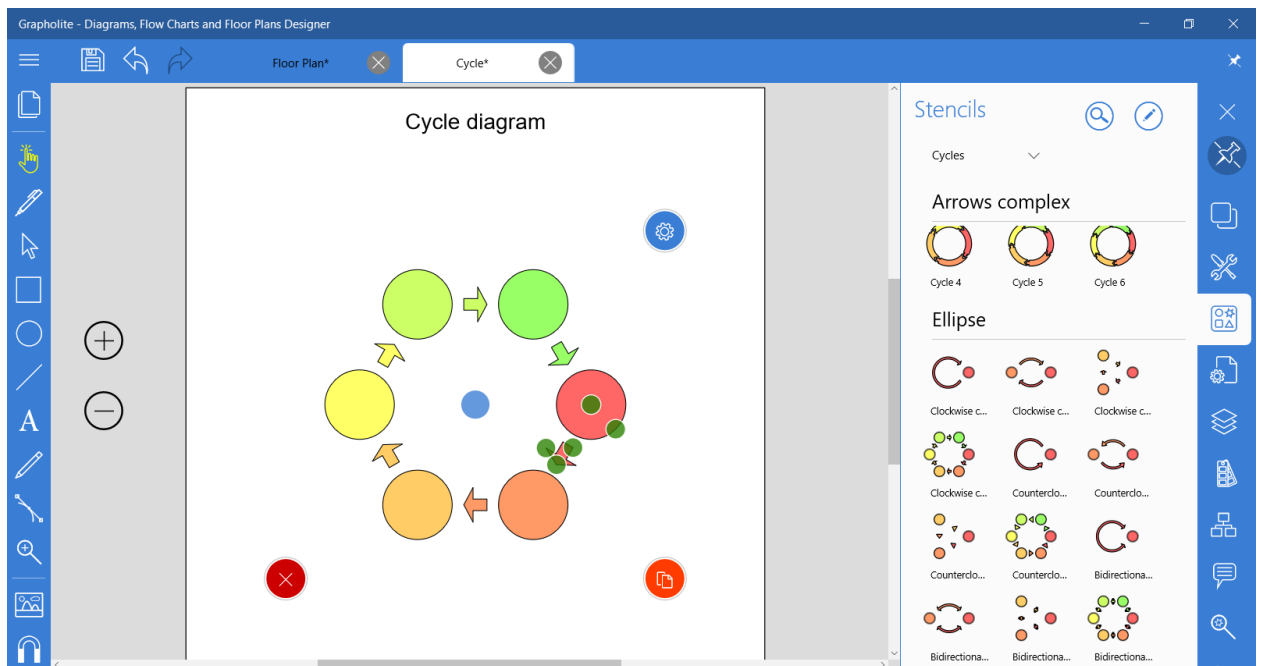 Grapholite - Diagrams, Flow Charts and Floor Plans Designer
Floor Plan*
Cycle*
Cycle diagram
A
Stencils
Cycles
Arrows complex
Cycle 4
Cycle 5
Cycle 6
Ellipse
Clockwise c...
Clockwise c...
Clockwise c...
Clockwise c...
Counterclo...
Counterclo...
Counterclo...
Counterclo...
Bidirectiona...
Bidirectiona...
Bidirectiona...
Bidirectiona...